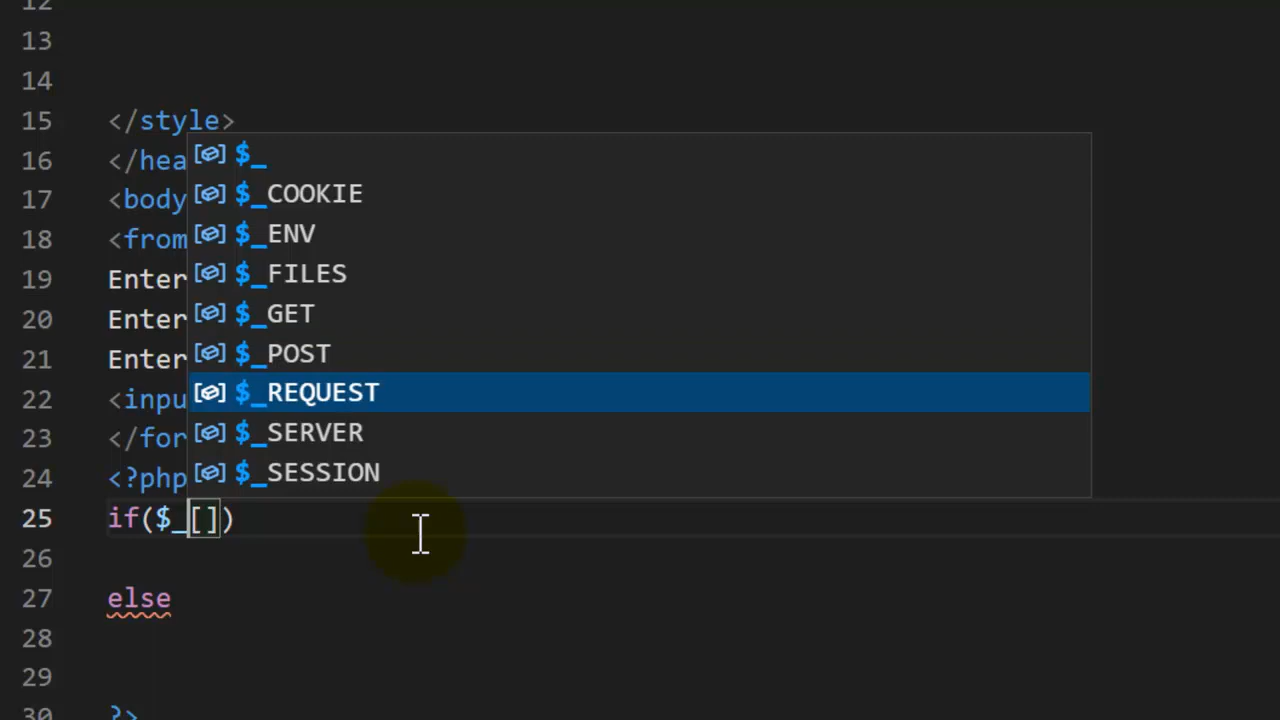 12
13
14
15 </style>
16 </hea
17 <body
18 <from
19 Enter
20 Enter
21 Enter
22 <inpu
23 </for
24 <?php
$_
$_COOKIE
$_ENV
$_FILES
$_GET
$_POST
$_REQUEST
$_SERVER
$_SESSION
25 if($_[])
26
27 else
28
29
30 ?>